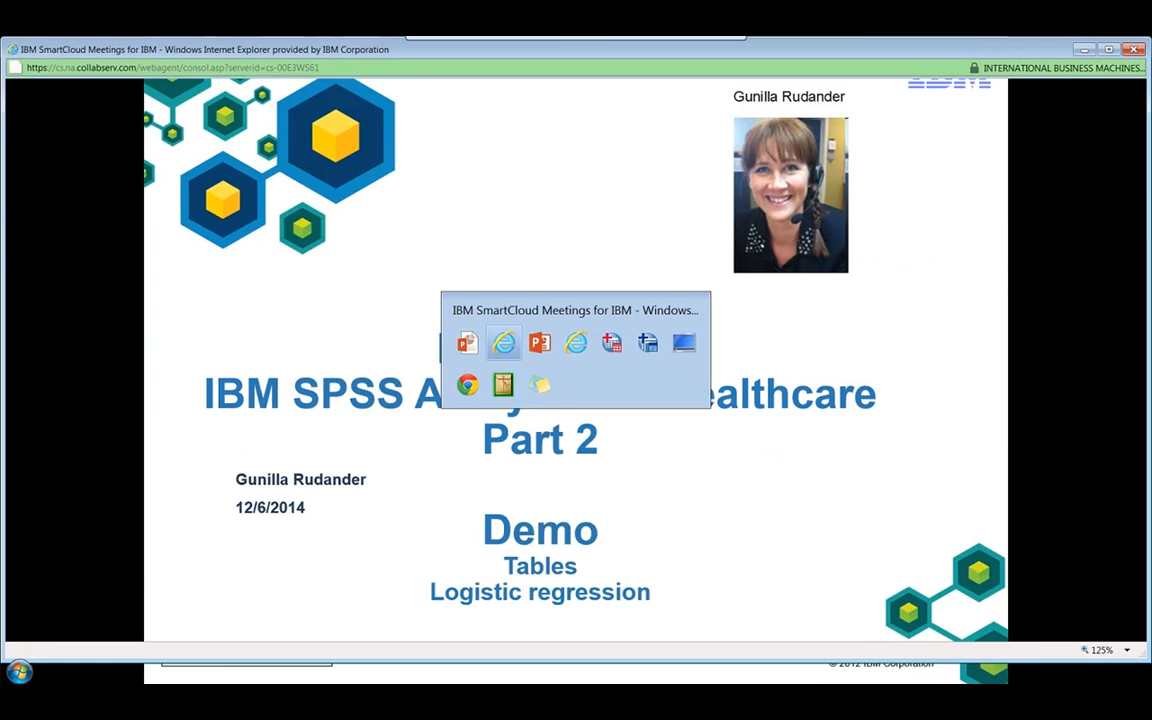 IBM SmartCloud Meetings for IBM - Windows Internet Explorer provided by IBM Corporation
https://cs.na.collabserv.com/webagent/consol.asp?serverid=cs-00E3WS61
INTERNATIONAL BUSINESS MACHINES...
Gunilla Rudander
IBM
IBM SmartCloud Meetings for IBM - Windows...
IBM SPSS A
ealthcare
Part 2
Gunilla Rudander
12/6/2014
Demo
Tables
Logistic regression
125%
© 2012 IBM Corporation